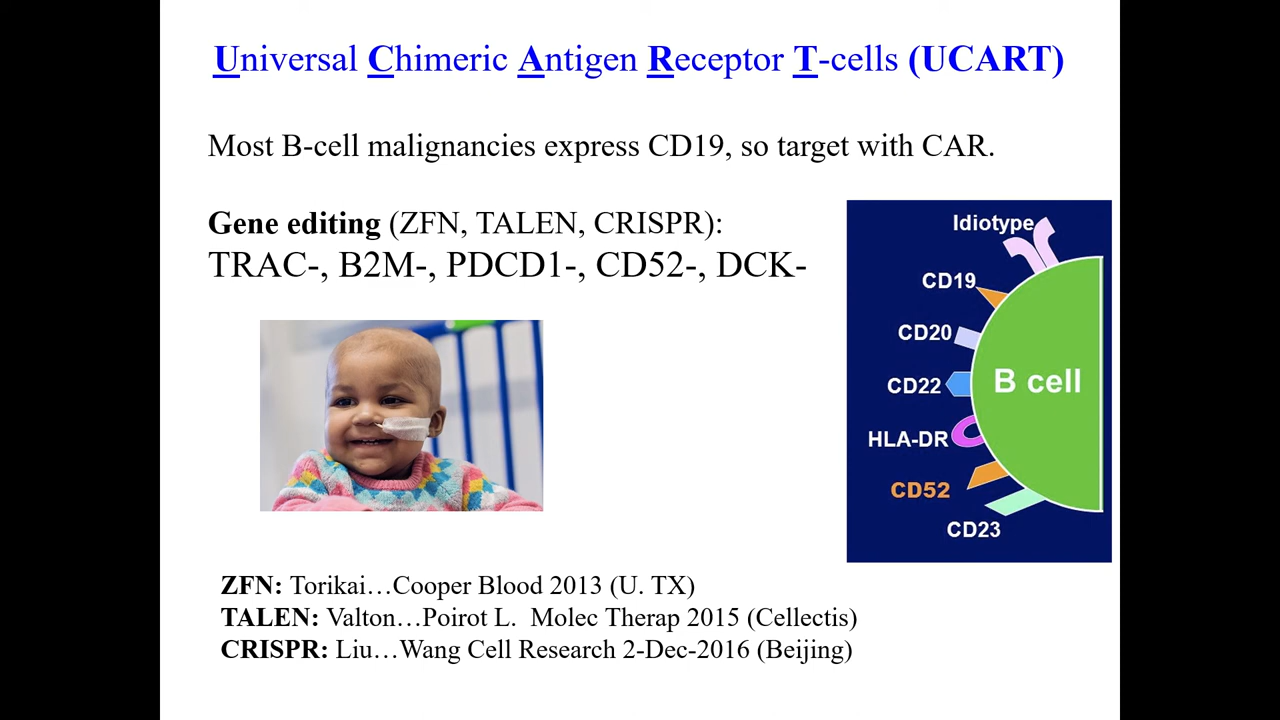 Universal Chimeric Antigen Receptor T-cells (UCART)
Most B-cell malignancies express CD19, so target with CAR.
Gene editing (ZFN, TALEN, CRISPR):
TRAC-, B2M-, PDCD1-, CD52-, DCK-
Idiotype
CD19
CD20
CD22
B cell
HLA-DR
CD52
CD23
ZFN: Torikai…Cooper Blood 2013 (U. TX)
TALEN: Valton…Poirot L. Molec Therap 2015 (Cellectis)
CRISPR: Liu…Wang Cell Research 2-Dec-2016 (Beijing)